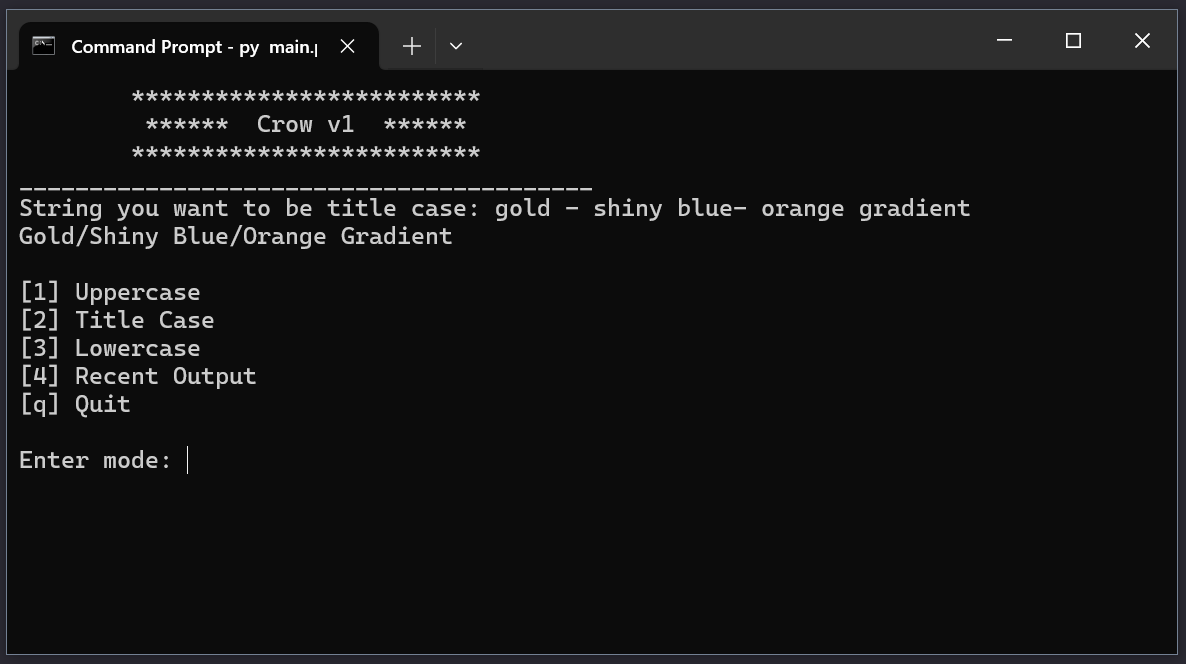 Command Prompt - py  main.p
*************************
******  Crow v1  ******
*************************
_________________________________________
String you want to be title case: gold - shiny blue- orange gradient
Gold/Shiny Blue/Orange Gradient
[1] Uppercase
[2] Title Case
[3] Lowercase
[4] Recent Output
[q] Quit
Enter mode: